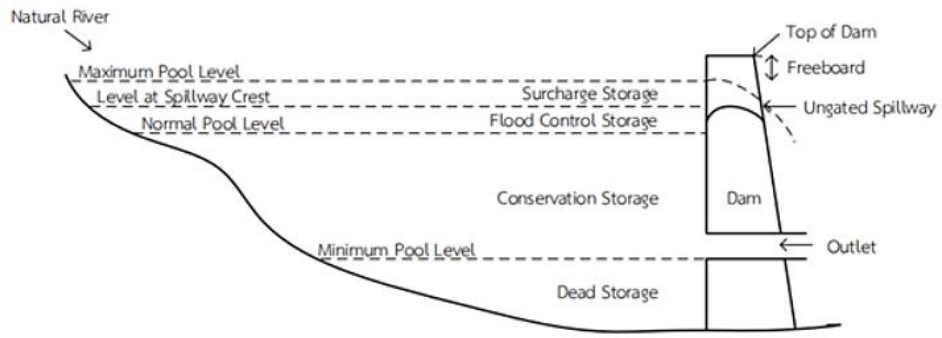 Natural River
Top of Dam
Maximum Pool Level
Freeboard
Level at Spillway Crest
Surcharge Storage
Ungated Spillway
Normal Pool Level
Flood Control Storage
Conservation Storage
Dam
Minimum Pool Level
Outlet
Dead Storage